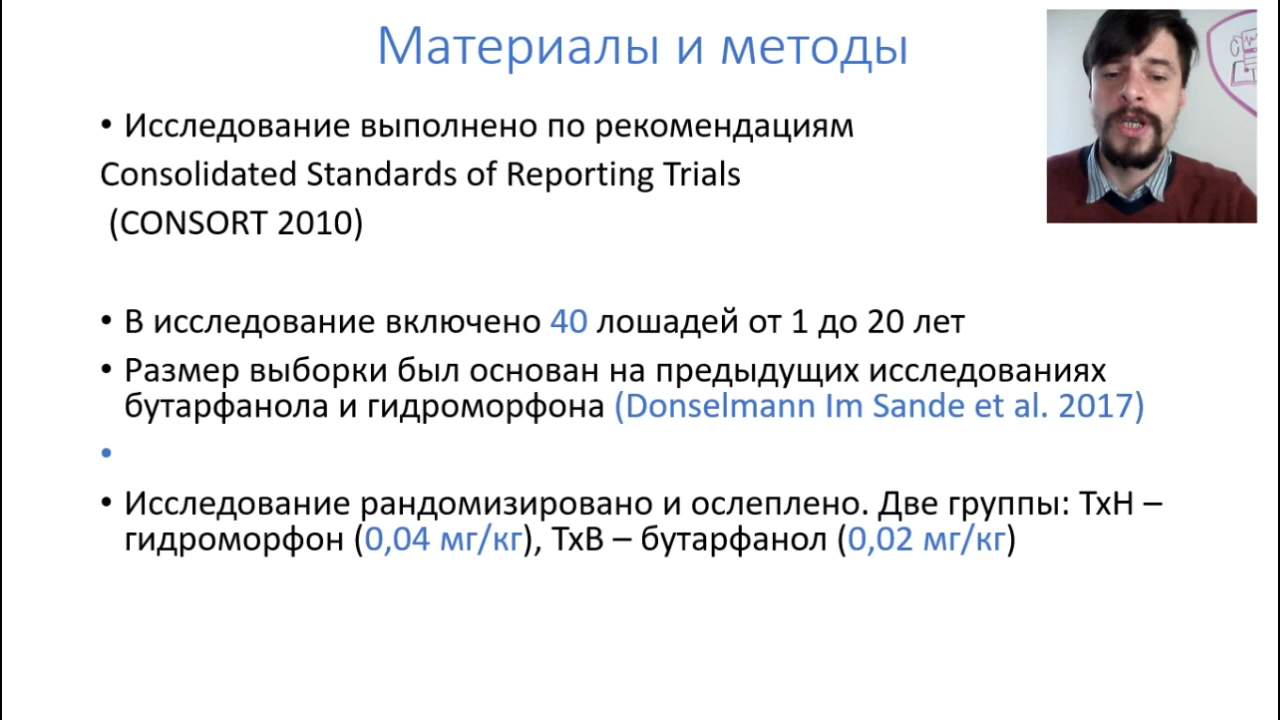 Материалы и методы
• Исследование выполнено по рекомендациям
Consolidated Standards of Reporting Trials
(CONSORT 2010)
• В исследование включено 40 лошадей от 1 до 20 лет
• Размер выборки был основан на предыдущих исследованиях
бутарфанола и гидроморфона (Donselmann Im Sande et al. 2017)
•
• Исследование рандомизировано и ослеплено. Две группы: ТхН –
гидроморфон (0,04 мг/кг), ТхВ – бутарфанол (0,02 мг/кг)